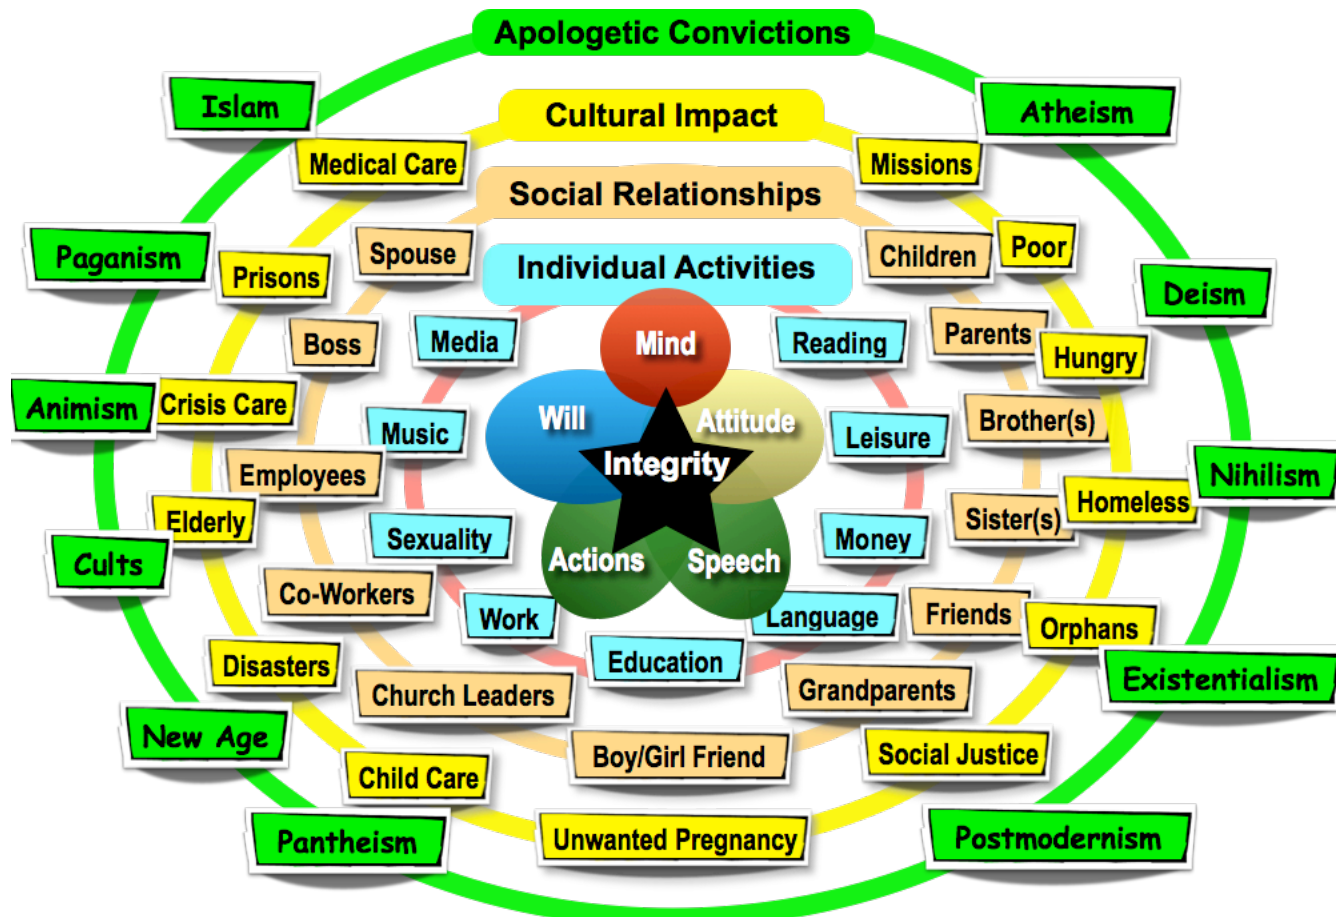 Apologetic Convictions
Islam
Atheism
Cultural Impact
Medical Care
Missions
Social Relationships
Paganism
Prisons
Spouse
Individual Activities
Children
Poor
Deism
Boss
Media
Mind
Reading
Parents
Hungry
Animism
Crisis Care
Music
Will
Attitude
Leisure
Brother(s)
Employees
Integrity
Nihilism
Elderly
Homeless
Sister(s)
Cults
Sexuality
Actions
Speech
Money
Co-Workers
Work
Language
Friends
Orphans
Disasters
Education
Church Leaders
Grandparents
Existentialism
New Age
Child Care
Boy/Girl Friend
Social Justice
Pantheism
Unwanted Pregnancy
Postmodernism